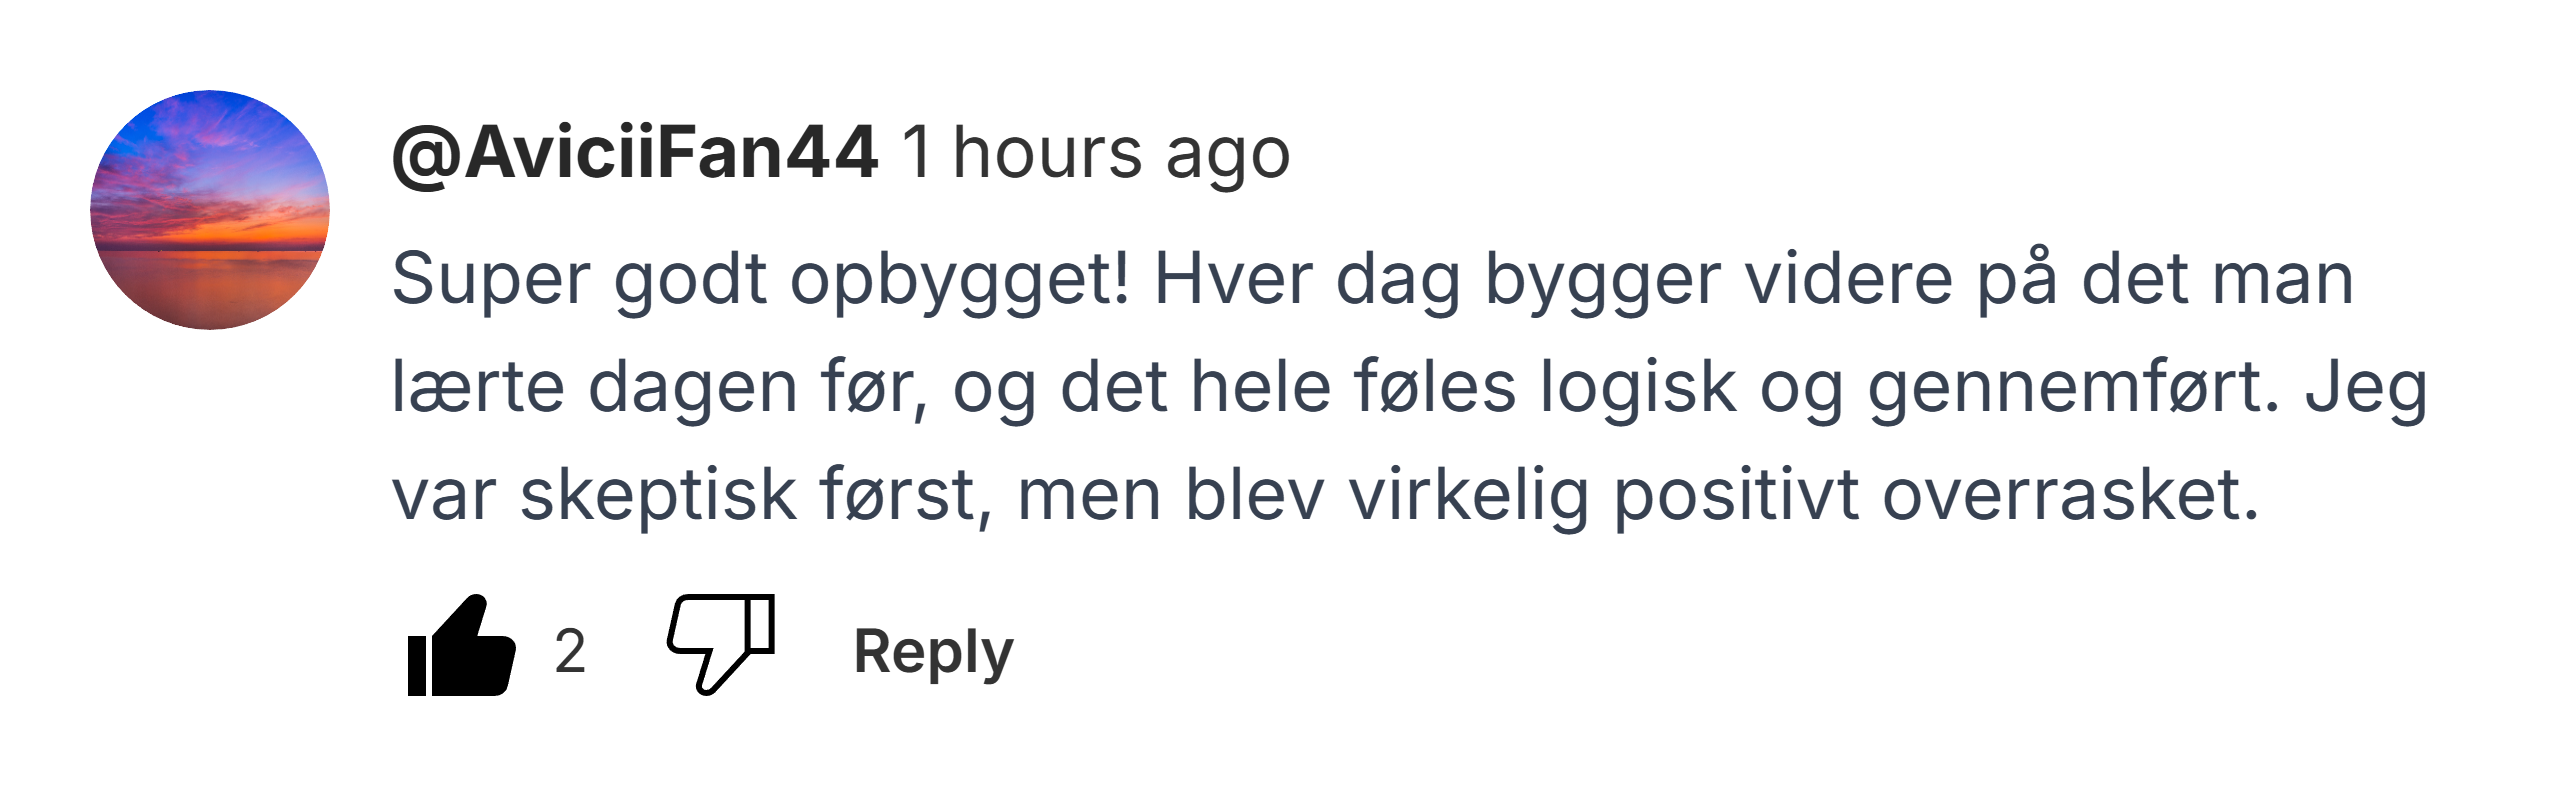 @AviciiFan44 1 hours ago
Super godt opbygget! Hver dag bygger videre på det man
lærte dagen før, og det hele føles logisk og gennemført. Jeg
var skeptisk først, men blev virkelig positivt overrasket.
2 Reply